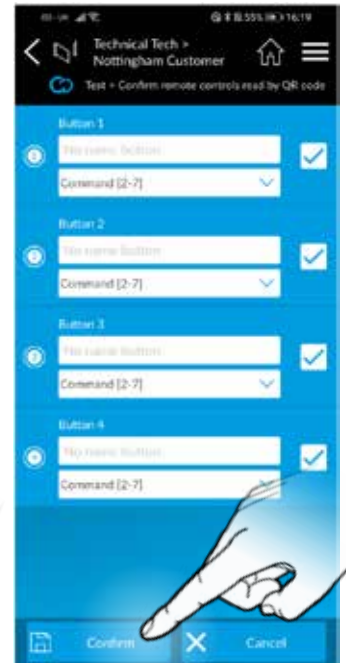 55% 16:19
Technical Tech >
Nottingham Customer
Test > Confirm remote controls read by QR code
Button 1
No name button
Command [2-7]
Button 2
No name button
Command [2-7]
Button 3
No name button
Command [2-7]
Button 4
No name button
Command [2-7]
Confirm Cancel